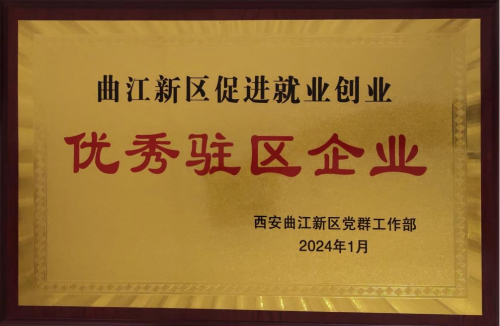 曲江新区促进就业创业
优秀驻区企业
西安曲江新区党群工作部
2024年1月